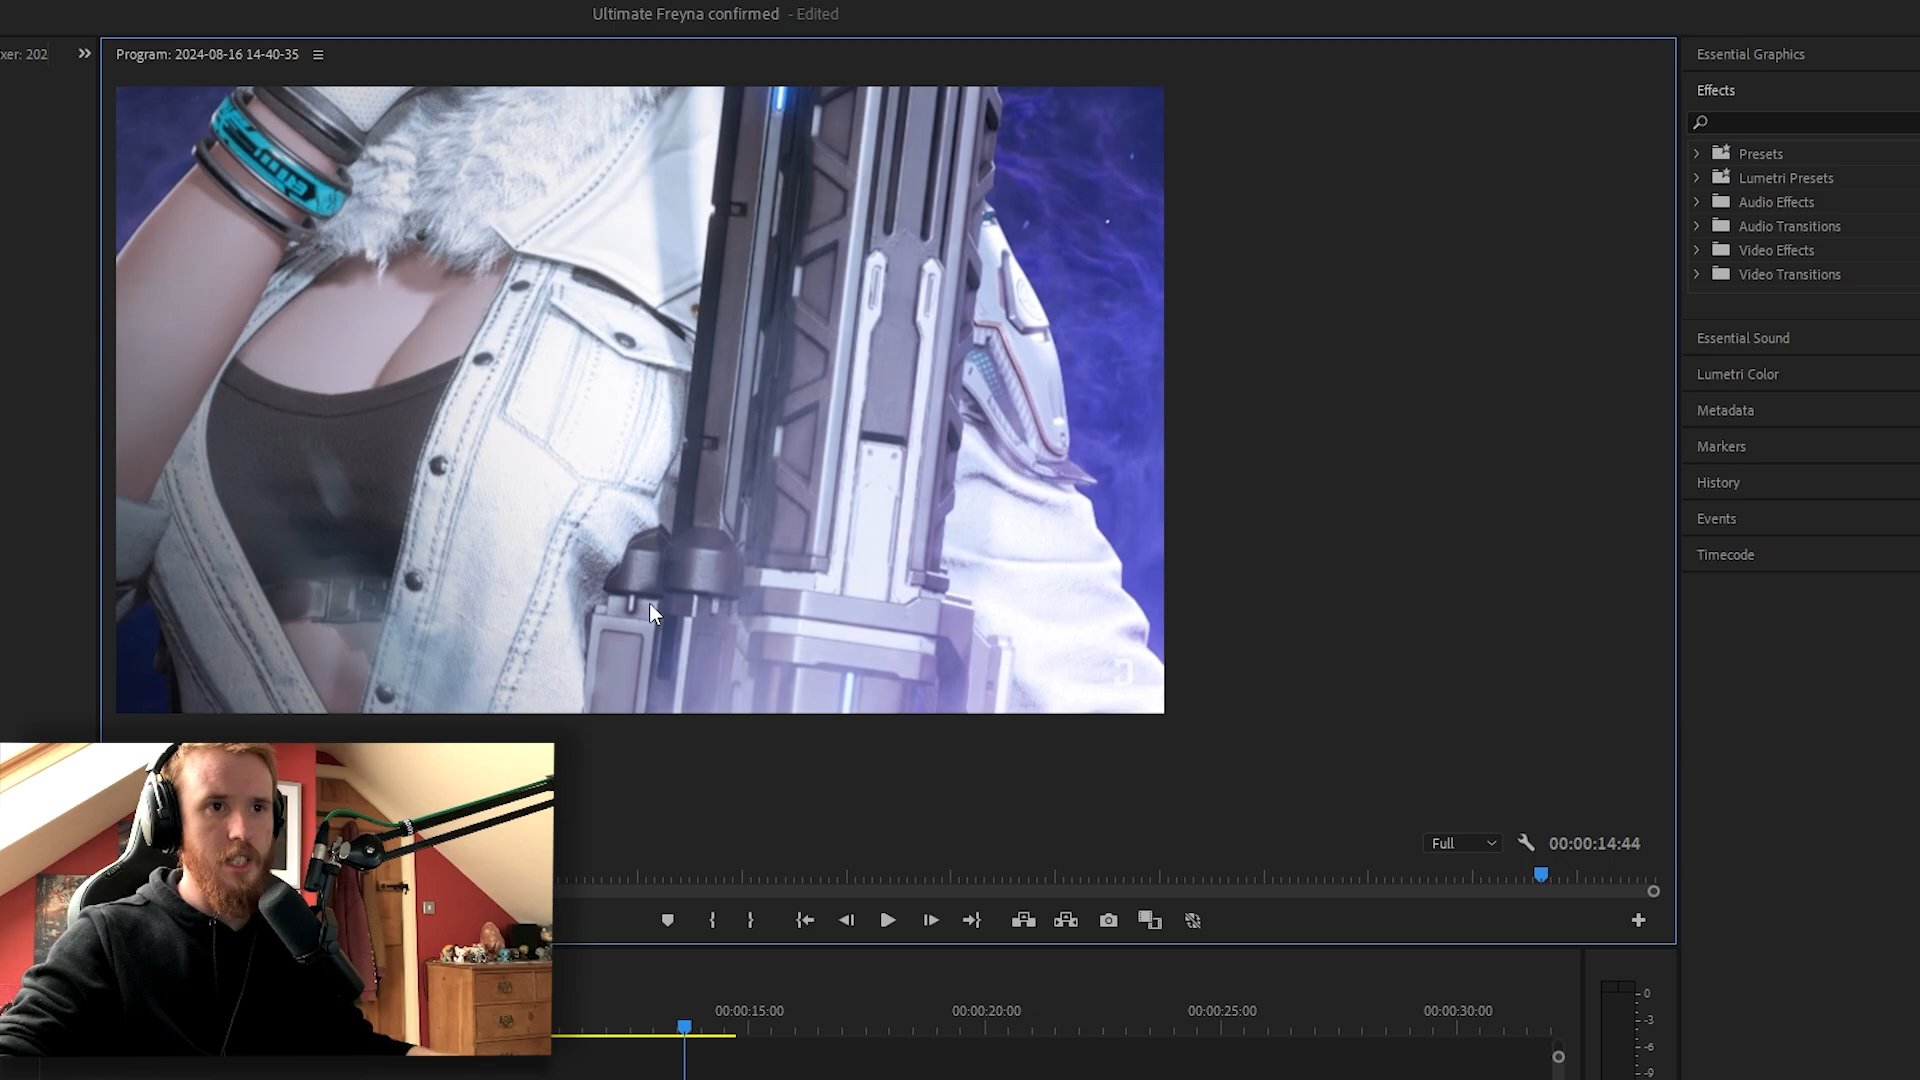 Ultimate Freyna confirmed - Edited
xer: 202
Program: 2024-08-16 14-40-35
Essential Graphics
Effects
Presets
Lumetri Presets
Audio Effects
Audio Transitions
Video Effects
Video Transitions
Essential Sound
Lumetri Color
Metadata
Markers
History
Events
Timecode
Full
00:00:14:44
00:00:15:00
00:00:20:00
00:00:25:00
00:00:30:00
0
-3
-6
-9